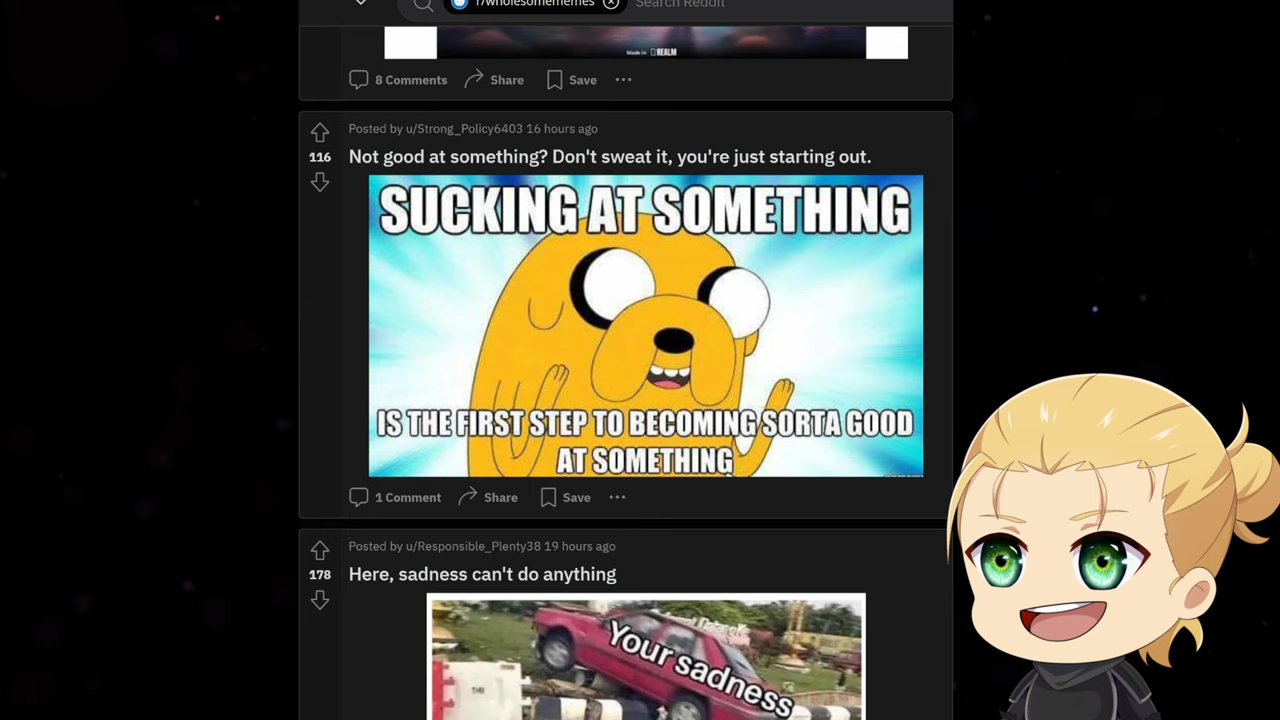 r/wholesomememes
Search Reddit
Made in REALM
8 Comments Share Save
Posted by u/Strong_Policy6403 16 hours ago
116
Not good at something? Don't sweat it, you're just starting out.
SUCKING AT SOMETHING
IS THE FIRST STEP TO BECOMING SORTA GOOD
AT SOMETHING
1 Comment Share Save
Posted by u/Responsible_Plenty38 19 hours ago
178
Here, sadness can't do anything
Your sadness